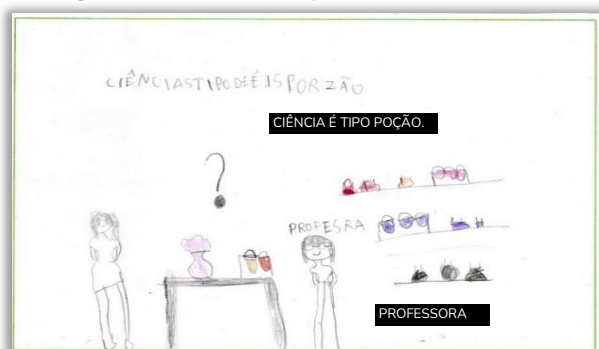 CIÊNCIASTIPODEÉISPORZÃO
CIÊNCIA É TIPO POÇÃO.
?
PROFESRA
PROFESSORA